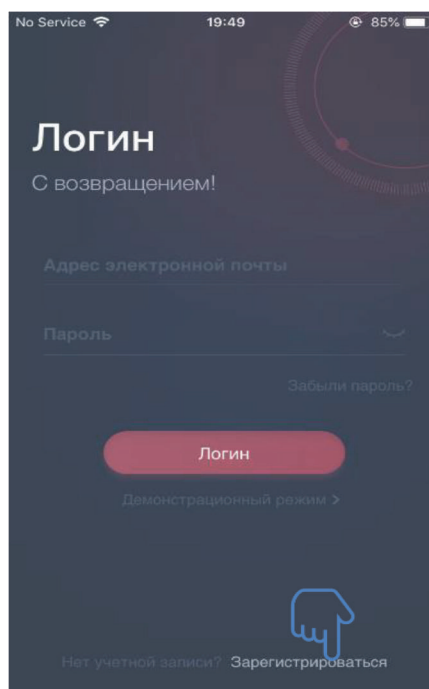 No Service 19:49 85%
Логин
С возвращением!
Адрес электронной почты
Пароль
Забыли пароль?
Логин
Демонстрационный режим >
Нет учетной записи? Зарегистрироваться